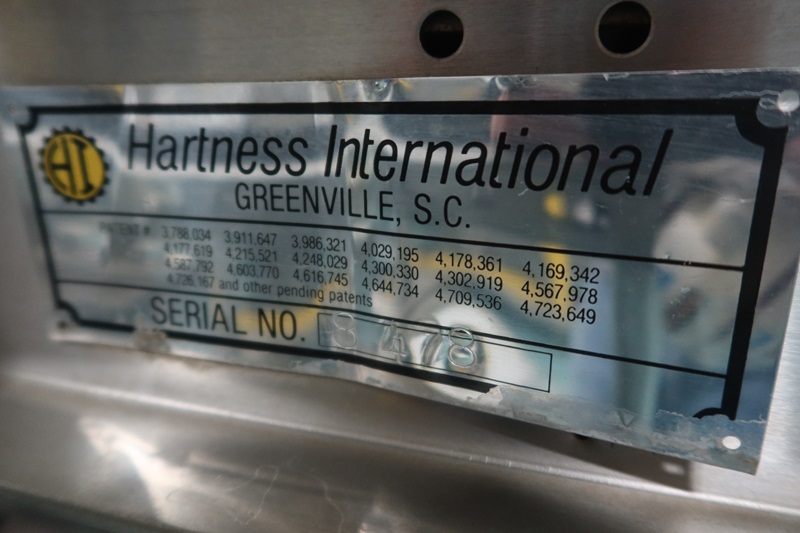 HI
Hartness International
GREENVILLE, S.C.
PATENT # 3,788,034 3,911,647 3,986,321 4,029,195 4,178,361 4,169,342
4,177,619 4,215,521 4,248,029 4,300,330 4,302,919 4,567,978
4,587,792 4,603,770 4,616,745 4,644,734 4,709,536 4,723,649
4,726,167 and other pending patents
SERIAL NO. 8478